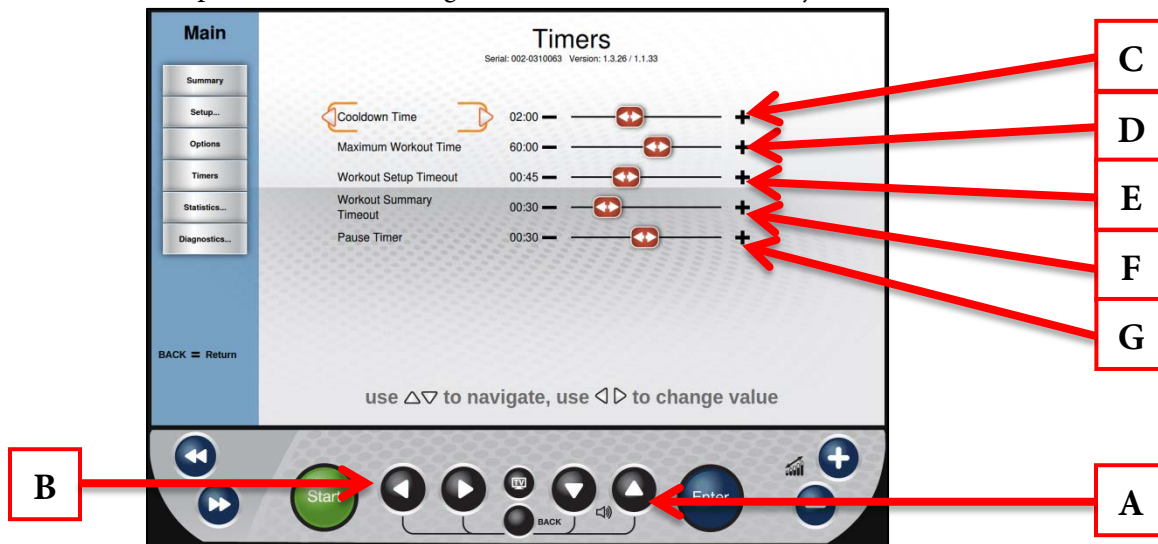 Main
Timers
Serial: 002-0310063 Version: 1.3.26 / 1.1.33
Summary
Setup...
Options
Timers
Statistics...
Diagnostics...
BACK = Return
Cooldown Time 02:00
Maximum Workout Time 60:00
Workout Setup Timeout 00:45
Workout Summary
Timeout 00:30
Pause Timer 00:30
use △▽ to navigate, use ◁ ▷ to change value
Start
TV
BACK
Enter
C
D
E
F
G
B
A